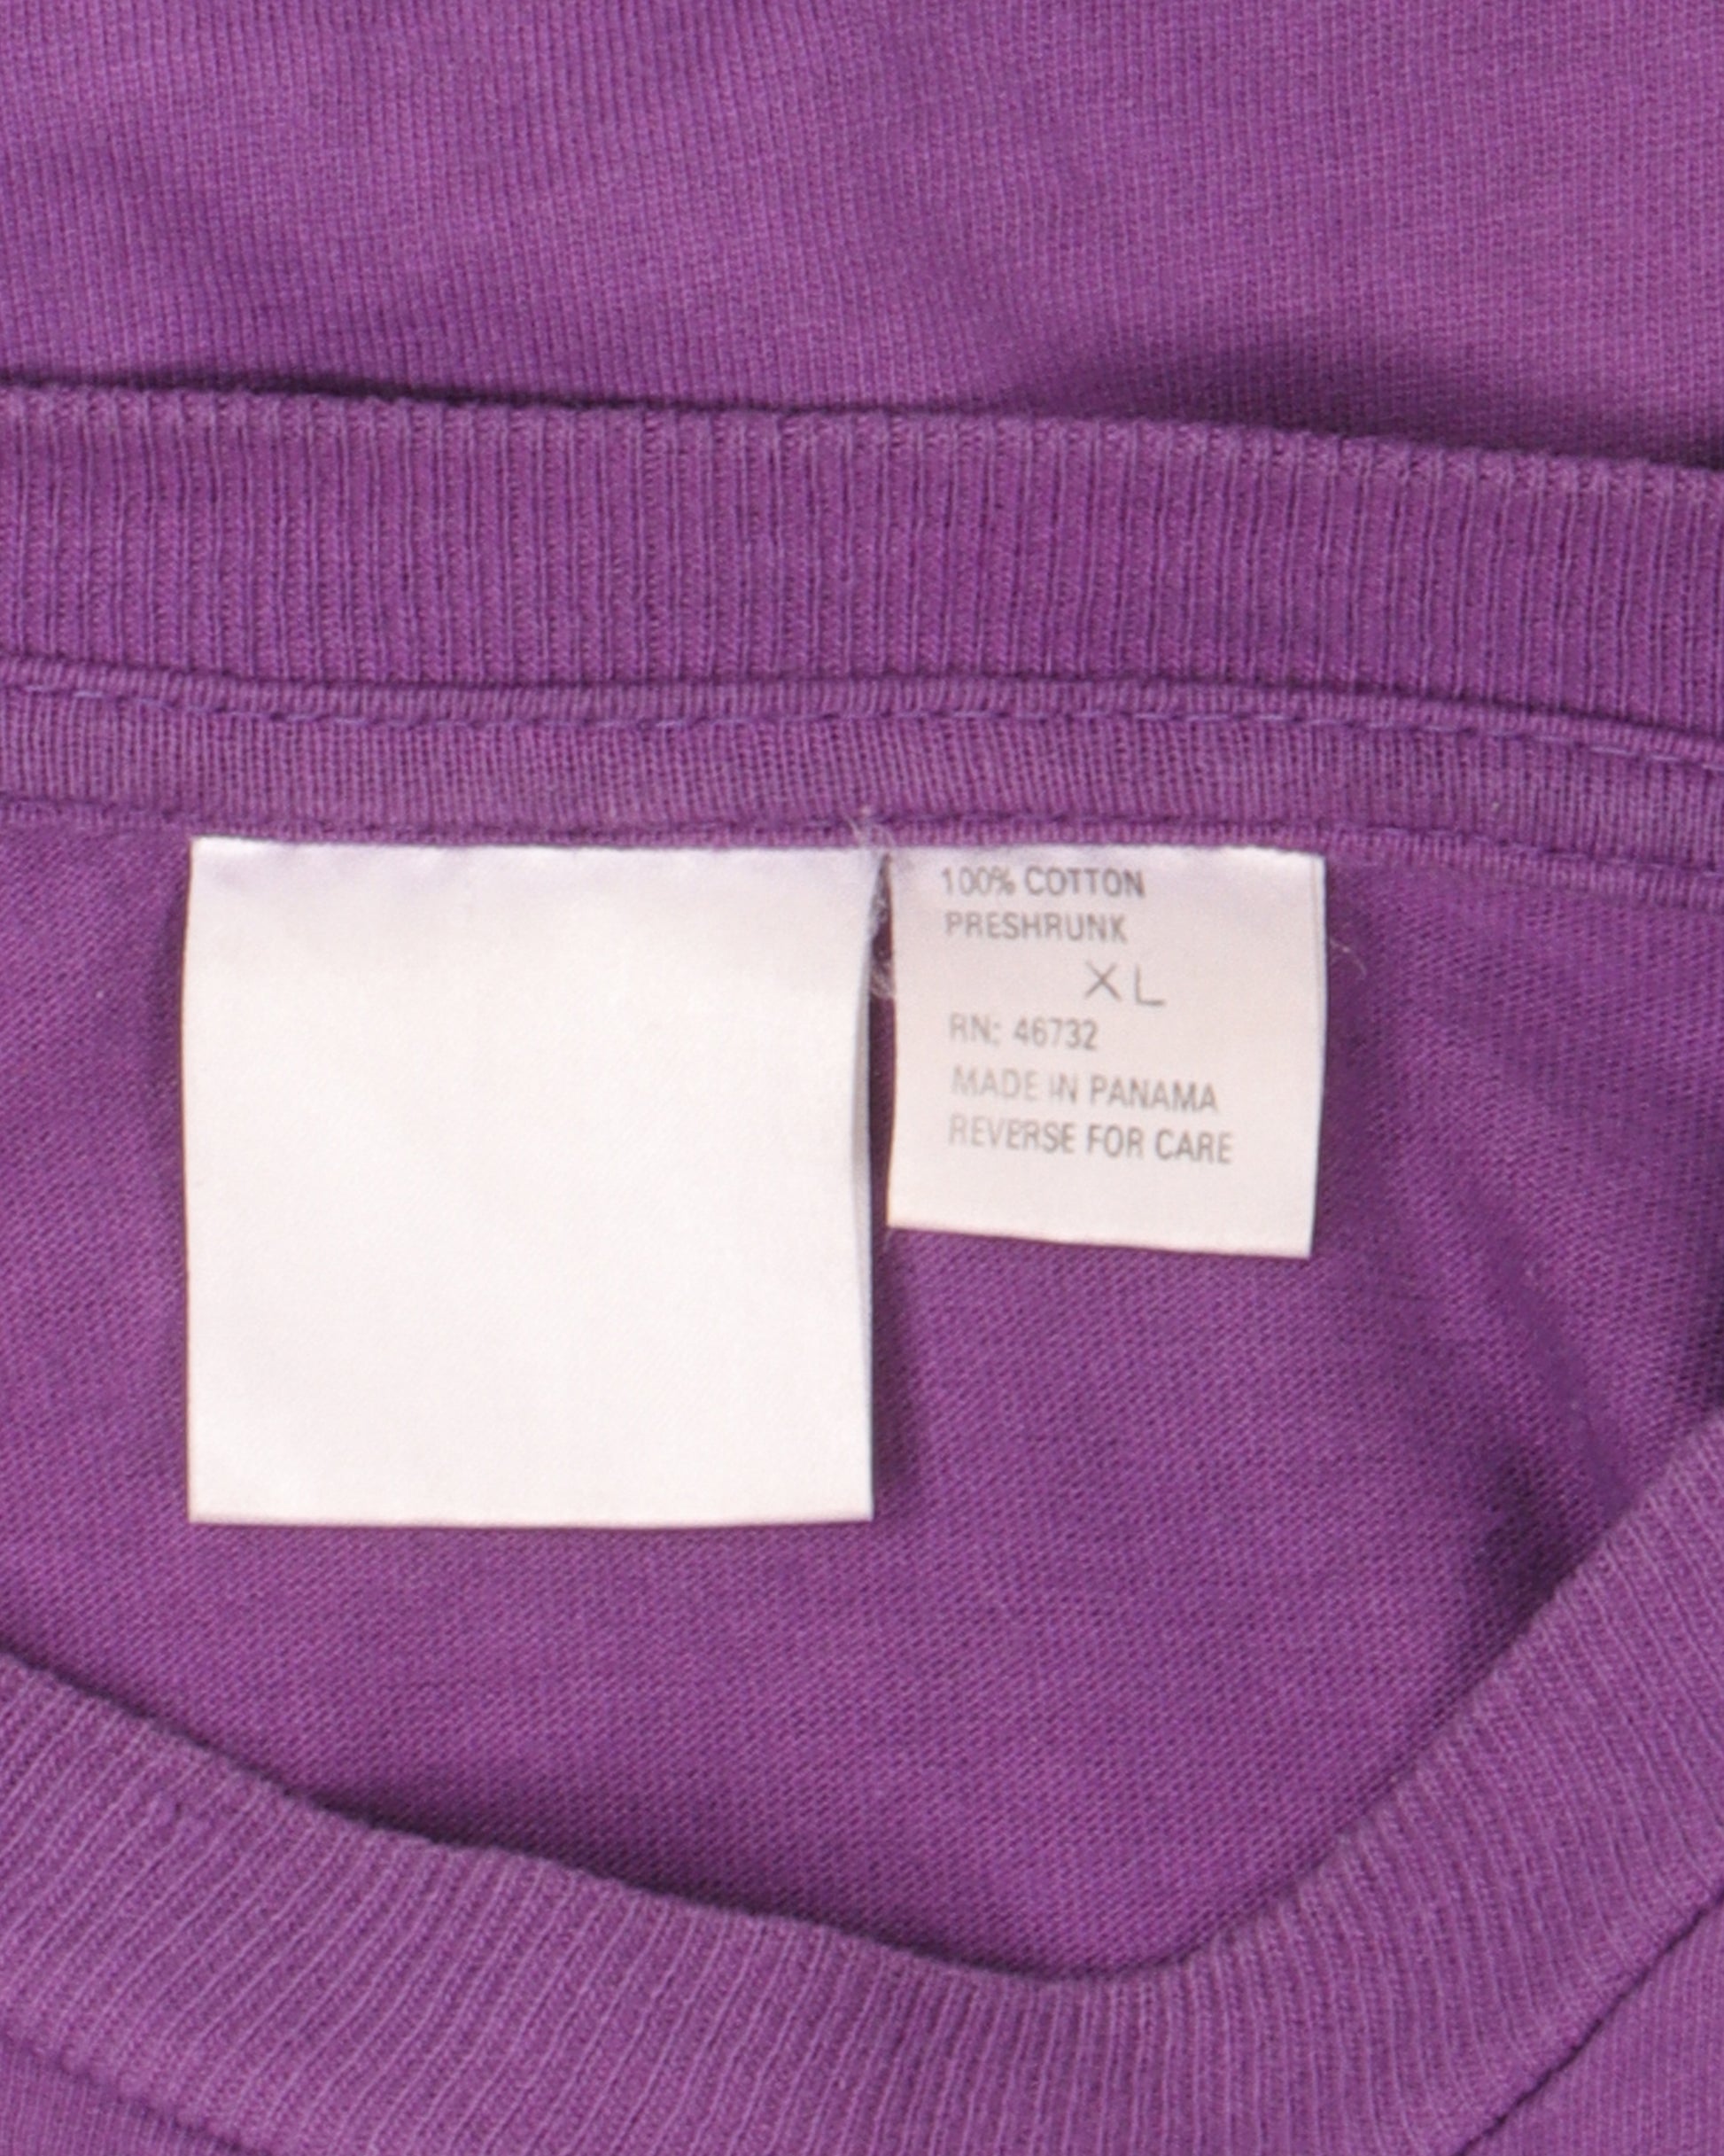 100% COTTON
PRESHRUNK
XL
RN: 46732
MADE IN PANAMA
REVERSE FOR CARE